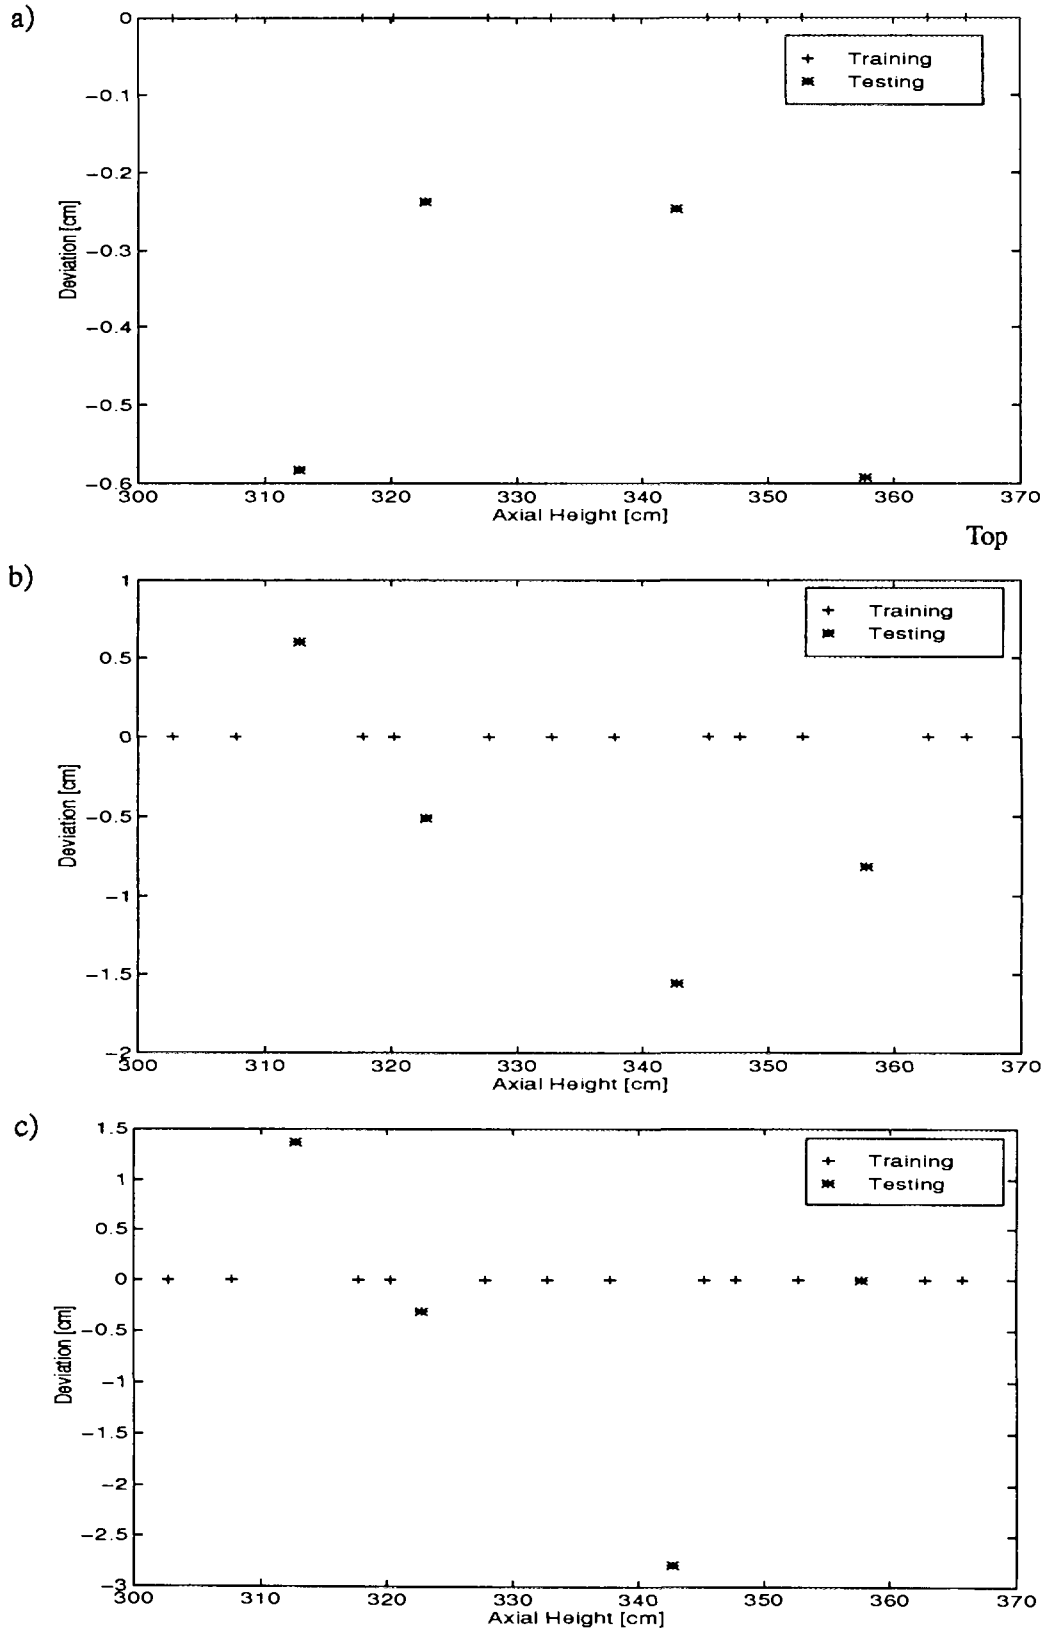 a)
0
Training
Testing
−0.1
−0.2
−0.3
−0.4
−0.5
−0.6
Deviation [cm]
300 310 320 330 340 350 360 370
Axial Height [cm]
Top
b)
1
Training
Testing
0.5
0
−0.5
−1
−1.5
−2
Deviation [cm]
300 310 320 330 340 350 360 370
Axial Height [cm]
c)
1.5
Training
Testing
1
0.5
0
−0.5
−1
−1.5
−2
−2.5
−3
Deviation [cm]
300 310 320 330 340 350 360 370
Axial Height [cm]